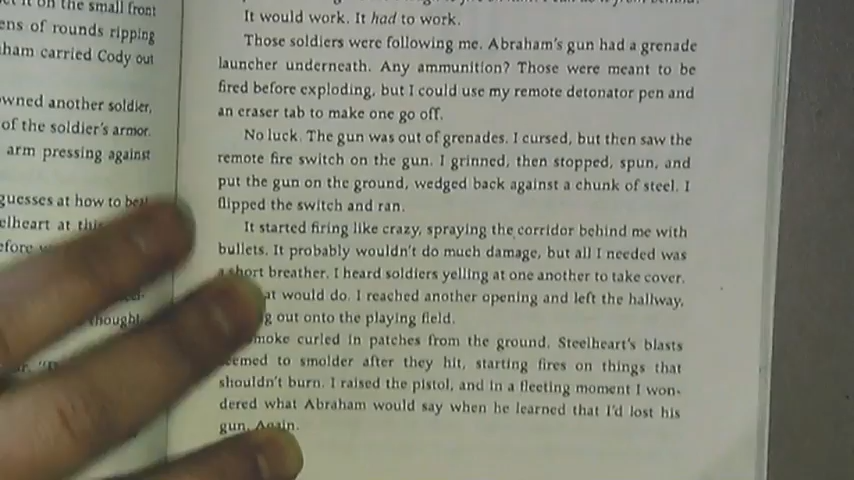 the small front
ens of rounds ripping
ham carried Cody out
owned another soldier,
of the soldier's armor.
arm pressing against
guesses at how to
elheart at
thought
It would work. It had to work.
Those soldiers were following me. Abraham's gun had a grenade
launcher underneath. Any ammunition? Those were meant to be
fired before exploding, but I could use my remote detonator pen and
an eraser tab to make one go off.
No luck. The gun was out of grenades. I cursed, but then saw the
remote fire switch on the gun. I grinned, then stopped, spun, and
put the gun on the ground, wedged back against a chunk of steel. I
flipped the switch and ran.
It started firing like crazy, spraying the corridor behind me with
bullets. It probably wouldn't do much damage, but all I needed was
a short breather. I heard soldiers yelling at one another to take cover.
at would do. I reached another opening and left the hallway,
g out onto the playing field.
moke curled in patches from the ground. Steelheart's blasts
eemed to smolder after they hit, starting fires on things that
shouldn't burn. I raised the pistol, and in a fleeting moment I won-
dered what Abraham would say when he learned that I'd lost his
gun. Again.